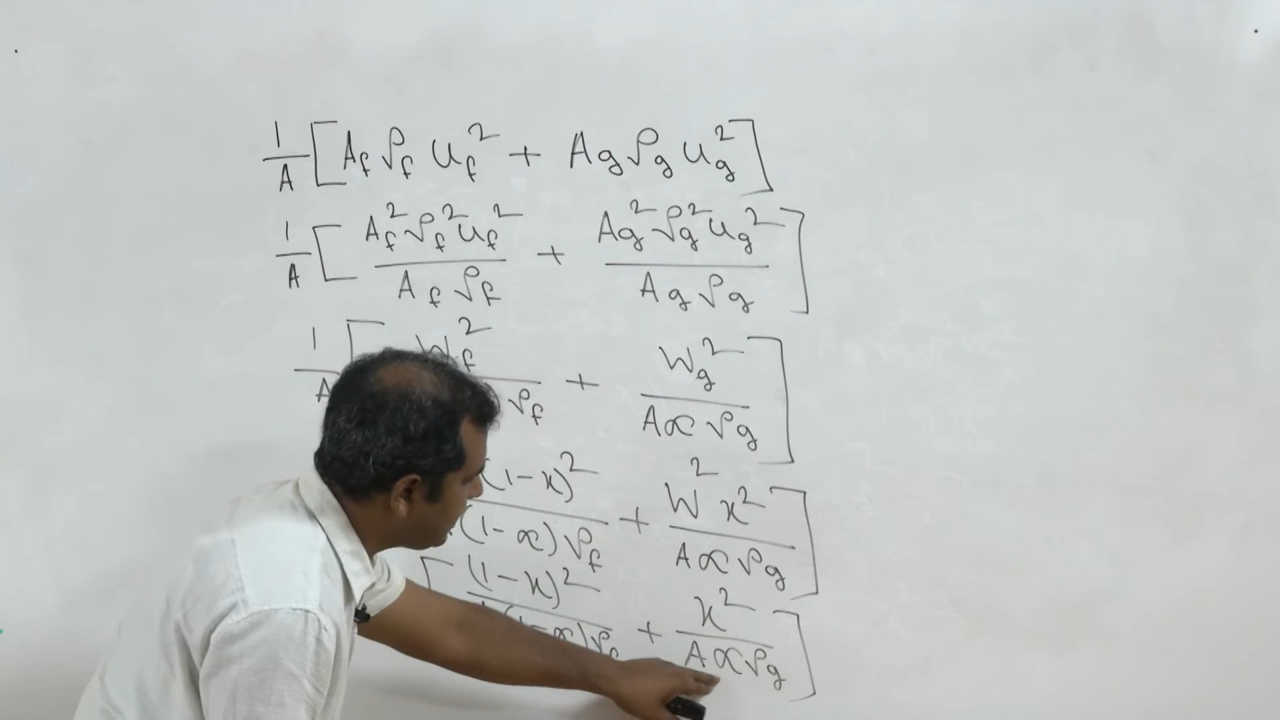 1/A [A_f ρ_f u_f² + A_g ρ_g u_g²]
1/A [A_f² ρ_f² u_f² / A_f ρ_f + A_g² ρ_g² u_g² / A_g ρ_g]
1/A [W_f² / ρ_f + W_g² / Aα ρ_g]
(1-x)² / (1-α) ρ_f + W² x² / Aα ρ_g]
[(1-x)² / (1-α) ρ_f + x² / Aα ρ_g]